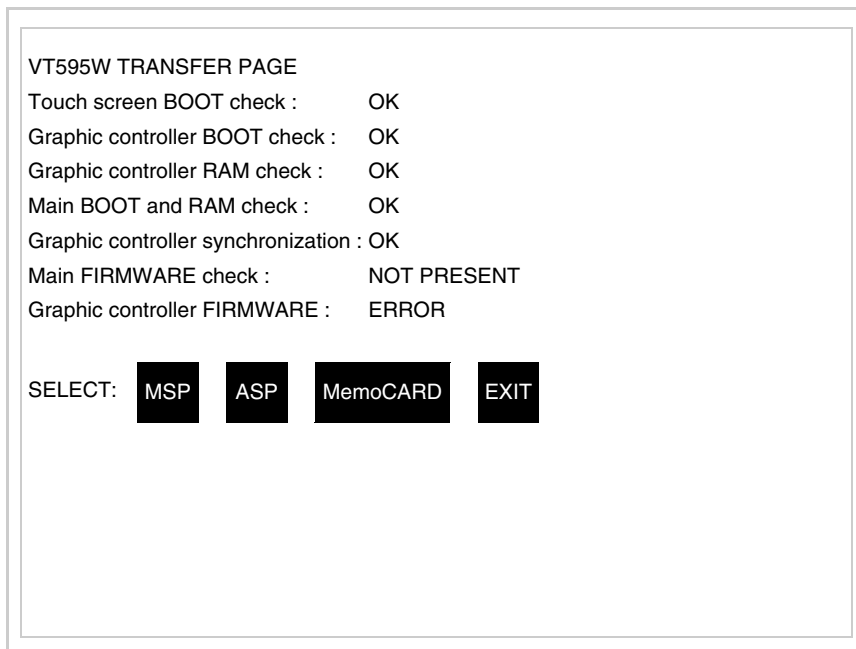 VT595W TRANSFER PAGE
Touch screen BOOT check : OK
Graphic controller BOOT check : OK
Graphic controller RAM check : OK
Main BOOT and RAM check : OK
Graphic controller synchronization : OK
Main FIRMWARE check : NOT PRESENT
Graphic controller FIRMWARE : ERROR
SELECT: MSP ASP MemoCARD EXIT